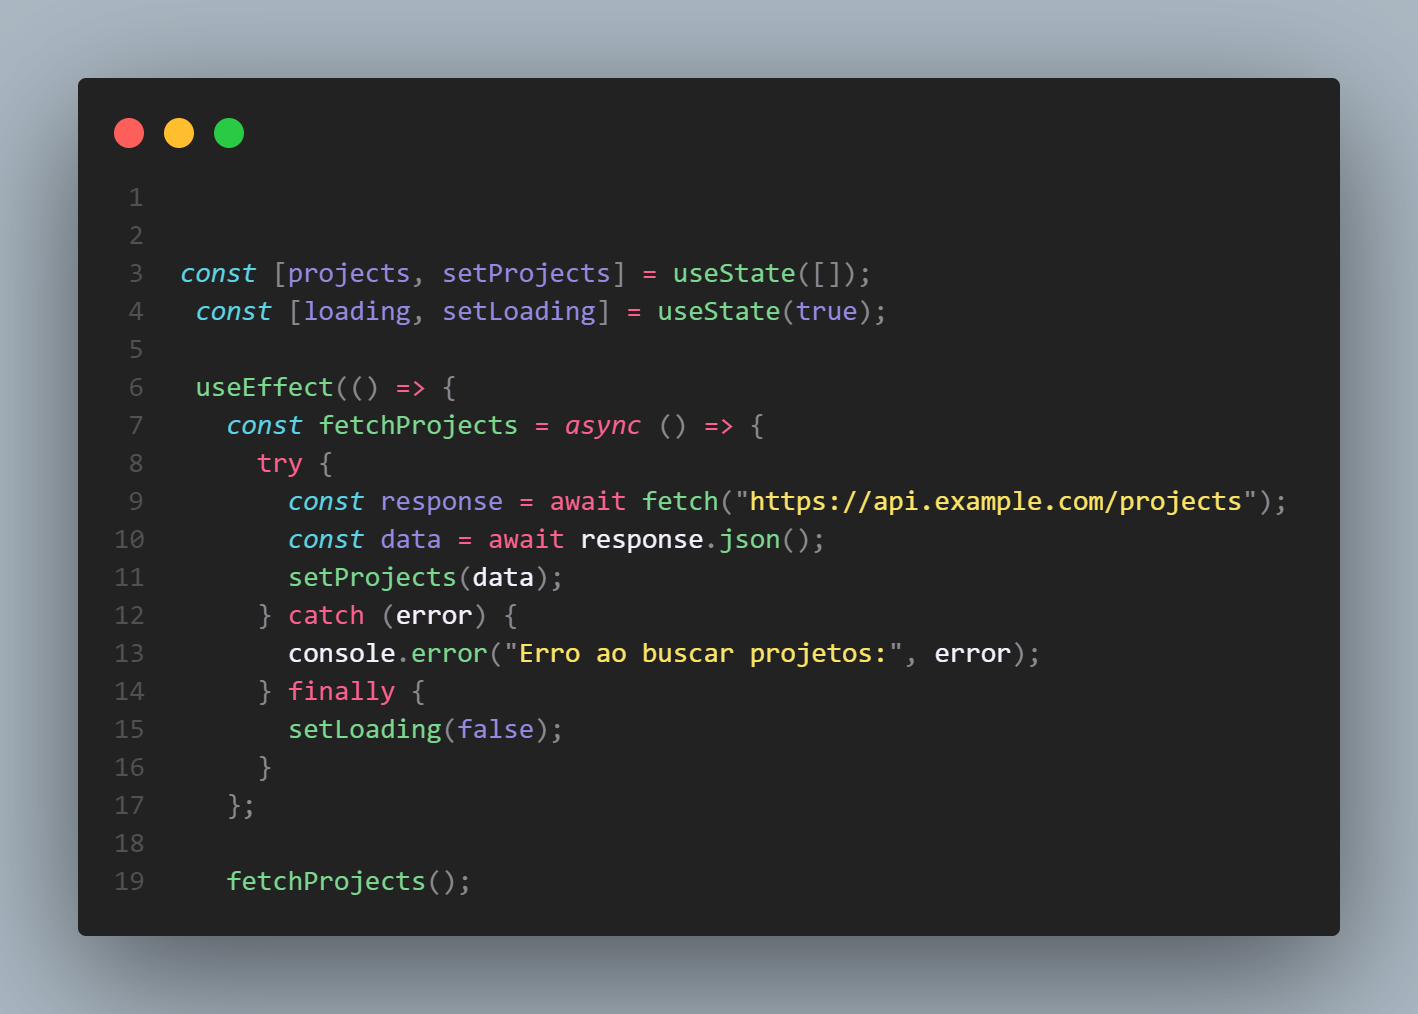 1
2
3 const [projects, setProjects] = useState([]);
4 const [loading, setLoading] = useState(true);
5
6 useEffect(() => {
7 const fetchProjects = async () => {
8 try {
9 const response = await fetch("https://api.example.com/projects");
10 const data = await response.json();
11 setProjects(data);
12 } catch (error) {
13 console.error("Erro ao buscar projetos:", error);
14 } finally {
15 setLoading(false);
16 }
17 };
18
19 fetchProjects();